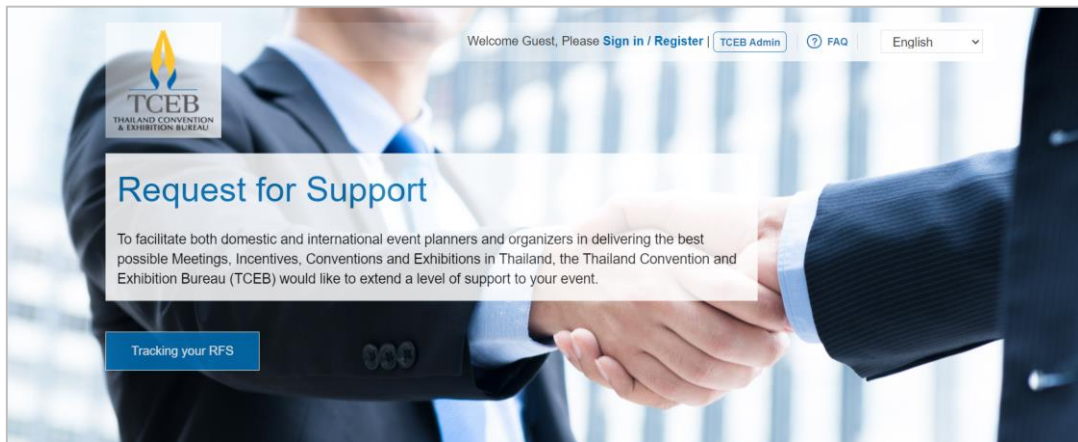 Welcome Guest, Please Sign in / Register | TCEB Admin ? FAQ English
TCEB
THAILAND CONVENTION
& EXHIBITION BUREAU
Request for Support
To facilitate both domestic and international event planners and organizers in delivering the best
possible Meetings, Incentives, Conventions and Exhibitions in Thailand, the Thailand Convention and
Exhibition Bureau (TCEB) would like to extend a level of support to your event.
Tracking your RFS